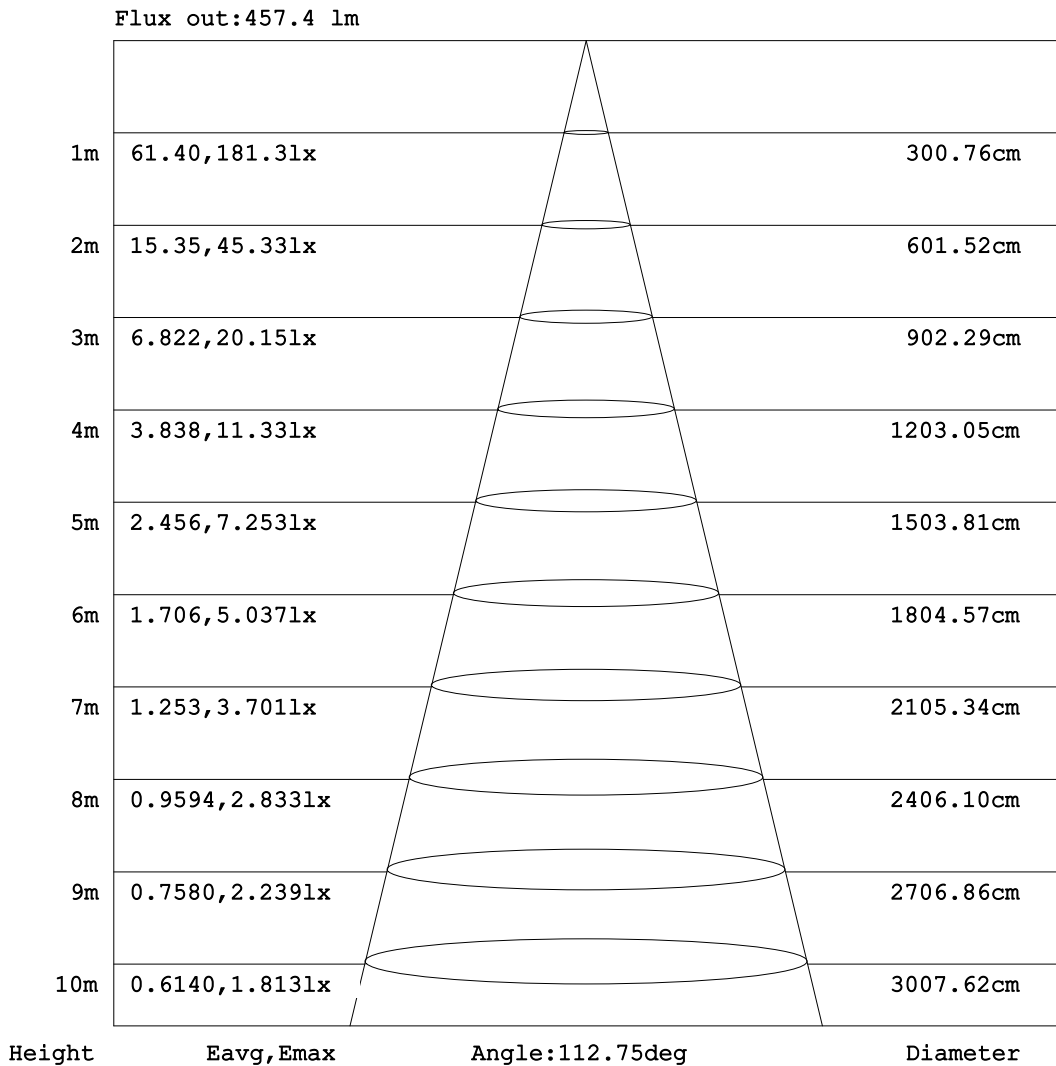 Flux out:457.4 lm
1m 61.40,181.3lx 300.76cm
2m 15.35,45.33lx 601.52cm
3m 6.822,20.15lx 902.29cm
4m 3.838,11.33lx 1203.05cm
5m 2.456,7.253lx 1503.81cm
6m 1.706,5.037lx 1804.57cm
7m 1.253,3.701lx 2105.34cm
8m 0.9594,2.833lx 2406.10cm
9m 0.7580,2.239lx 2706.86cm
10m 0.6140,1.813lx 3007.62cm
Height Eavg,Emax Angle:112.75deg Diameter